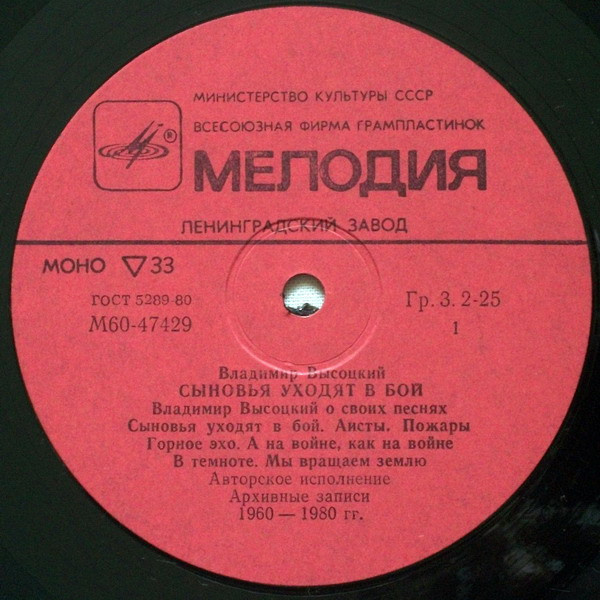 МИНИСТЕРСТВО КУЛЬТУРЫ СССР
ВСЕСОЮЗНАЯ ФИРМА ГРАМПЛАСТИНОК
®
МЕЛОДИЯ
ЛЕНИНГРАДСКИЙ ЗАВОД
МОНО ▽ 33
ГОСТ 5289-80
М60-47429
Гр. 3. 2-25
1
Владимир Высоцкий
СЫНОВЬЯ УХОДЯТ В БОЙ
Владимир Высоцкий о своих песнях
Сыновья уходят в бой. Аисты. Пожары
Горное эхо. А на войне, как на войне
В темноте. Мы вращаем землю
Авторское исполнение
Архивные записи
1960 — 1980 гг.